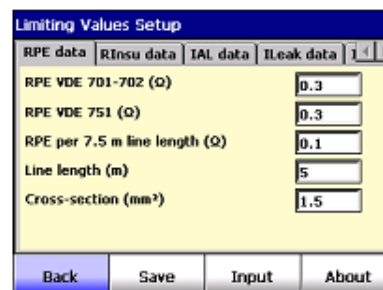 Limiting Values Setup
RPE data RInsu data IAL data ILeak data
RPE VDE 701-702 (Ω) 0.3
RPE VDE 751 (Ω) 0.3
RPE per 7.5 m line length (Ω) 0.1
Line length (m) 5
Cross-section (mm²) 1.5
Back Save Input About